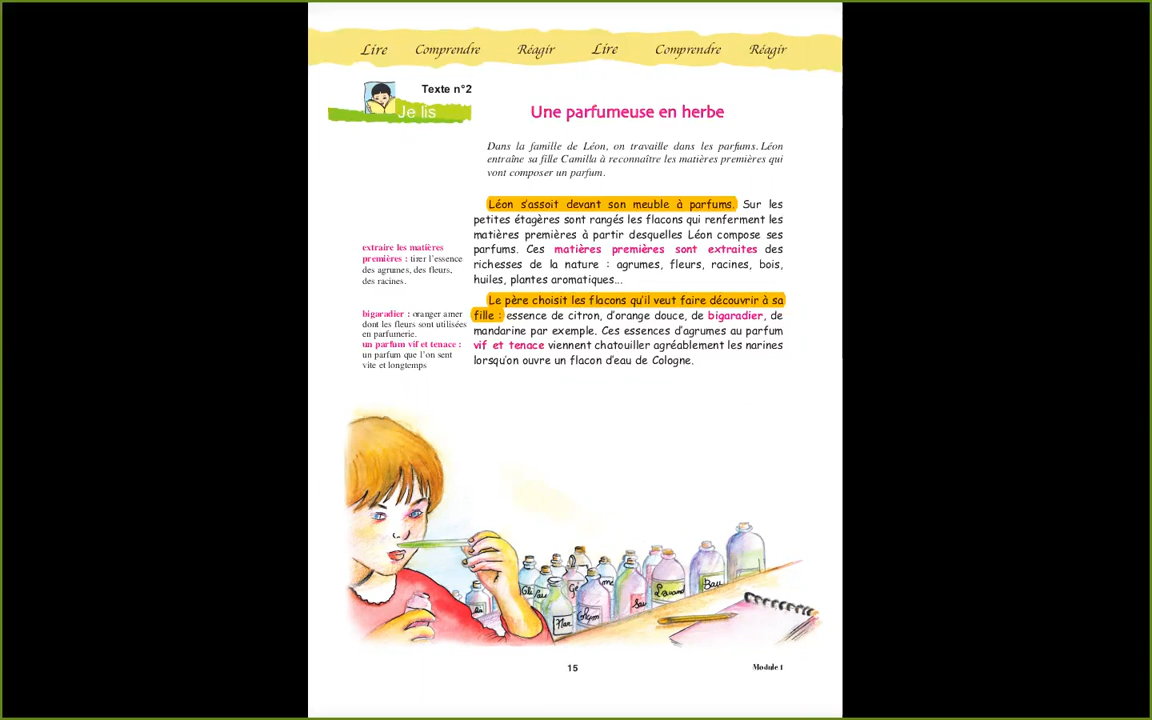 Lire Comprendre Réagir Lire Comprendre Réagir
Texte n°2
Je lis
Une parfumeuse en herbe
Dans la famille de Léon, on travaille dans les parfums. Léon
entraîne sa fille Camilla à reconnaître les matières premières qui
vont composer un parfum.
Léon s'assoit devant son meuble à parfums. Sur les
petites étagères sont rangés les flacons qui renferment les
matières premières à partir desquelles Léon compose ses
parfums. Ces matières premières sont extraites des
richesses de la nature : agrumes, fleurs, racines, bois,
huiles, plantes aromatiques...
Le père choisit les flacons qu'il veut faire découvrir à sa
fille : essence de citron, d'orange douce, de bigaradier, de
mandarine par exemple. Ces essences d'agrumes au parfum
vif et tenace viennent chatouiller agréablement les narines
lorsqu'on ouvre un flacon d'eau de Cologne.
extraire les matières
premières : tirer l'essence
des agrumes, des fleurs,
des racines.
bigaradier : oranger amer
dont les fleurs sont utilisées
en parfumerie.
un parfum vif et tenace :
un parfum que l'on sent
vite et longtemps
Bau
15
Module 1